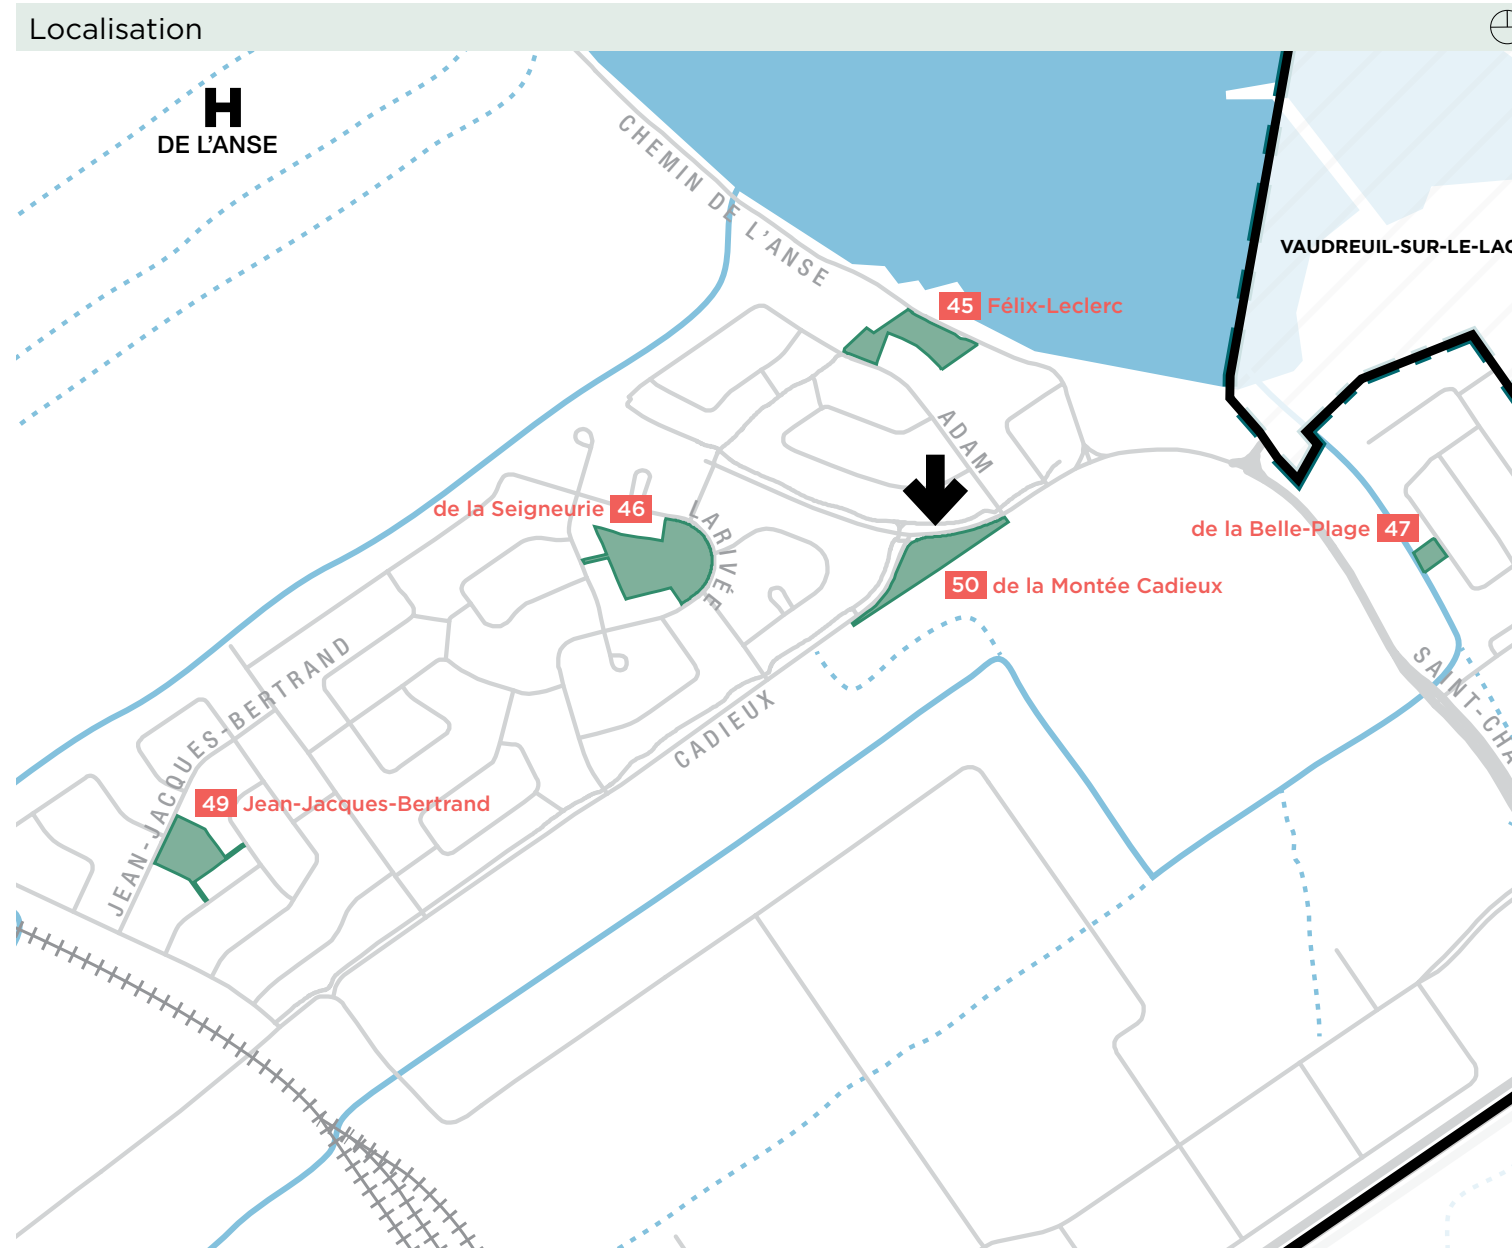 Localisation
H
DE L'ANSE
CHEMIN DE L'ANSE
VAUDREUIL-SUR-LE-LAC
45 Félix-Leclerc
ADAM
de la Seigneurie 46
LARIVÉE
de la Belle-Plage 47
50 de la Montée Cadieux
JEAN-JACQUES-BERTRAND
CADIEUX
SAINT-CHA
49 Jean-Jacques-Bertrand